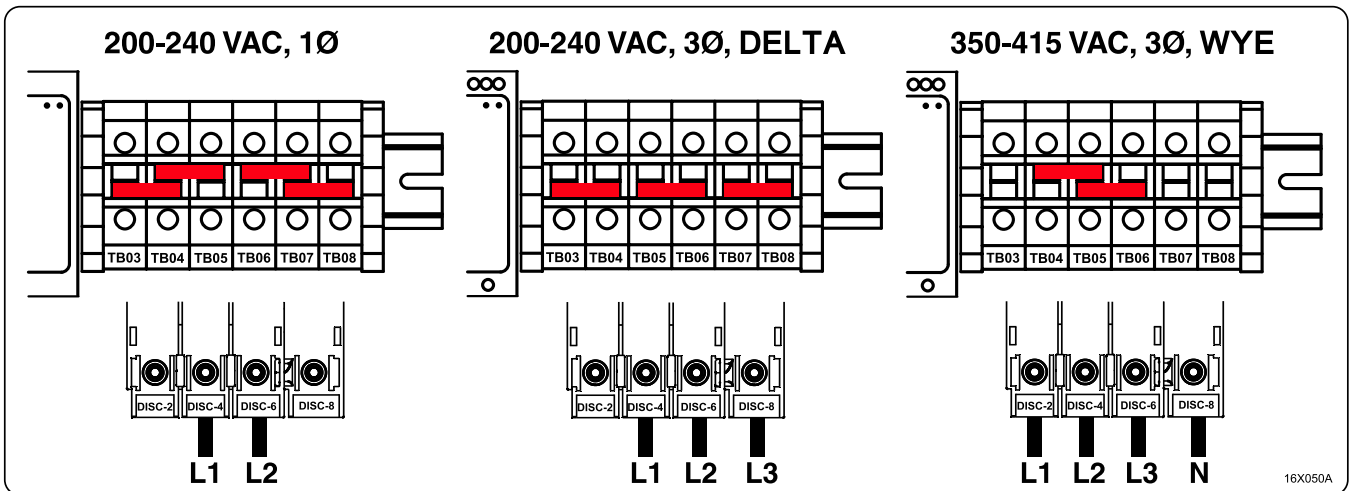 200-240 VAC, 1Ø
TB03 TB04 TB05 TB06 TB07 TB08
DISC-2 DISC-4 DISC-6 DISC-8
L1 L2
200-240 VAC, 3Ø, DELTA
TB03 TB04 TB05 TB06 TB07 TB08
DISC-2 DISC-4 DISC-6 DISC-8
L1 L2 L3
350-415 VAC, 3Ø, WYE
TB03 TB04 TB05 TB06 TB07 TB08
DISC-2 DISC-4 DISC-6 DISC-8
L1 L2 L3 N
16X050A